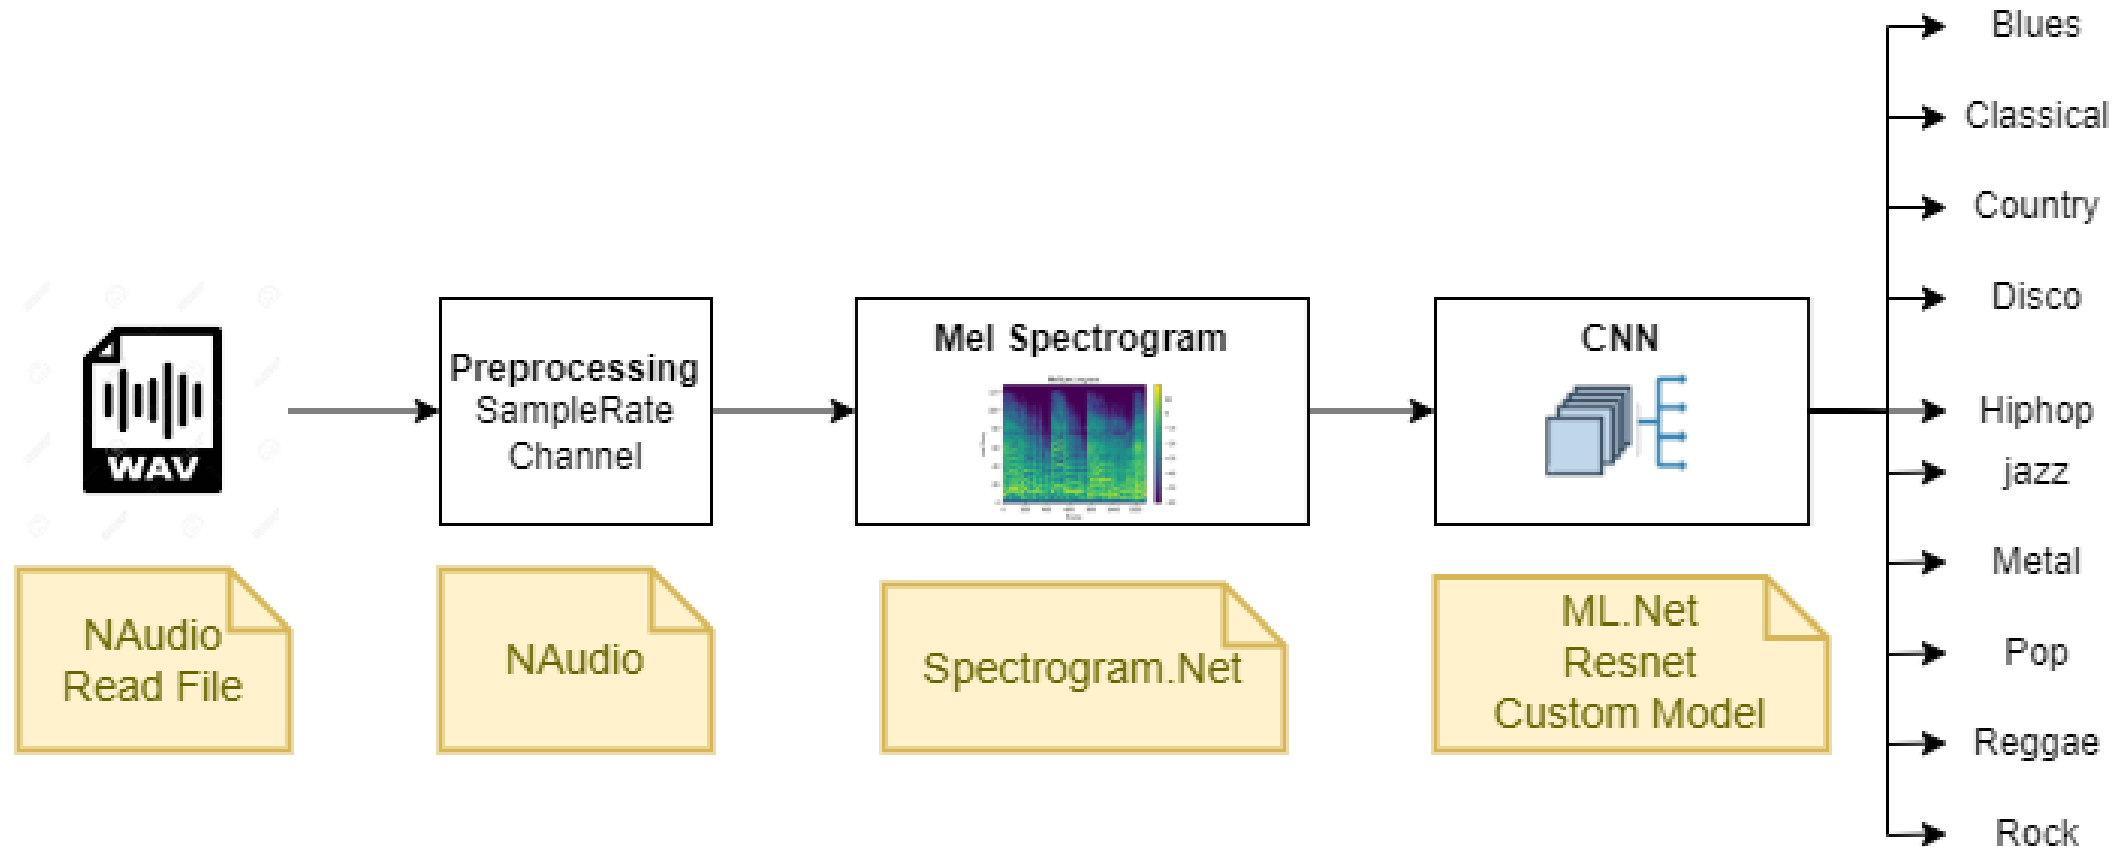 Blues
Classical
Country
Disco
Hiphop
jazz
Metal
Pop
Reggae
Rock
WAV
Preprocessing
SampleRate
Channel
Mel Spectrogram
CNN
NAudio
Read File
NAudio
Spectrogram.Net
ML.Net
Resnet
Custom Model